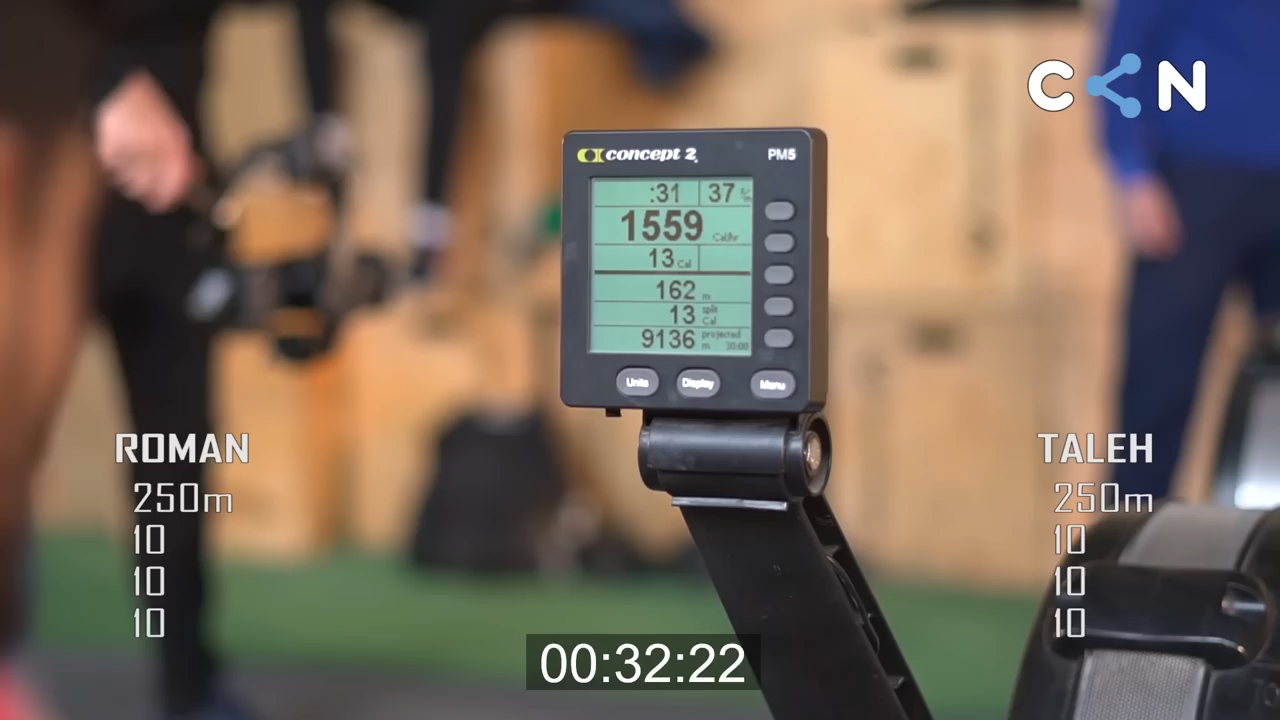 C N
concept 2
PM5
:31 37 s/m
1559 Cal/hr
13 Cal
162 m
13 split Cal
9136 projected m 30:00
Units Display Menu
ROMAN
250m
10
10
10
TALEH
250m
10
10
10
00:32:22